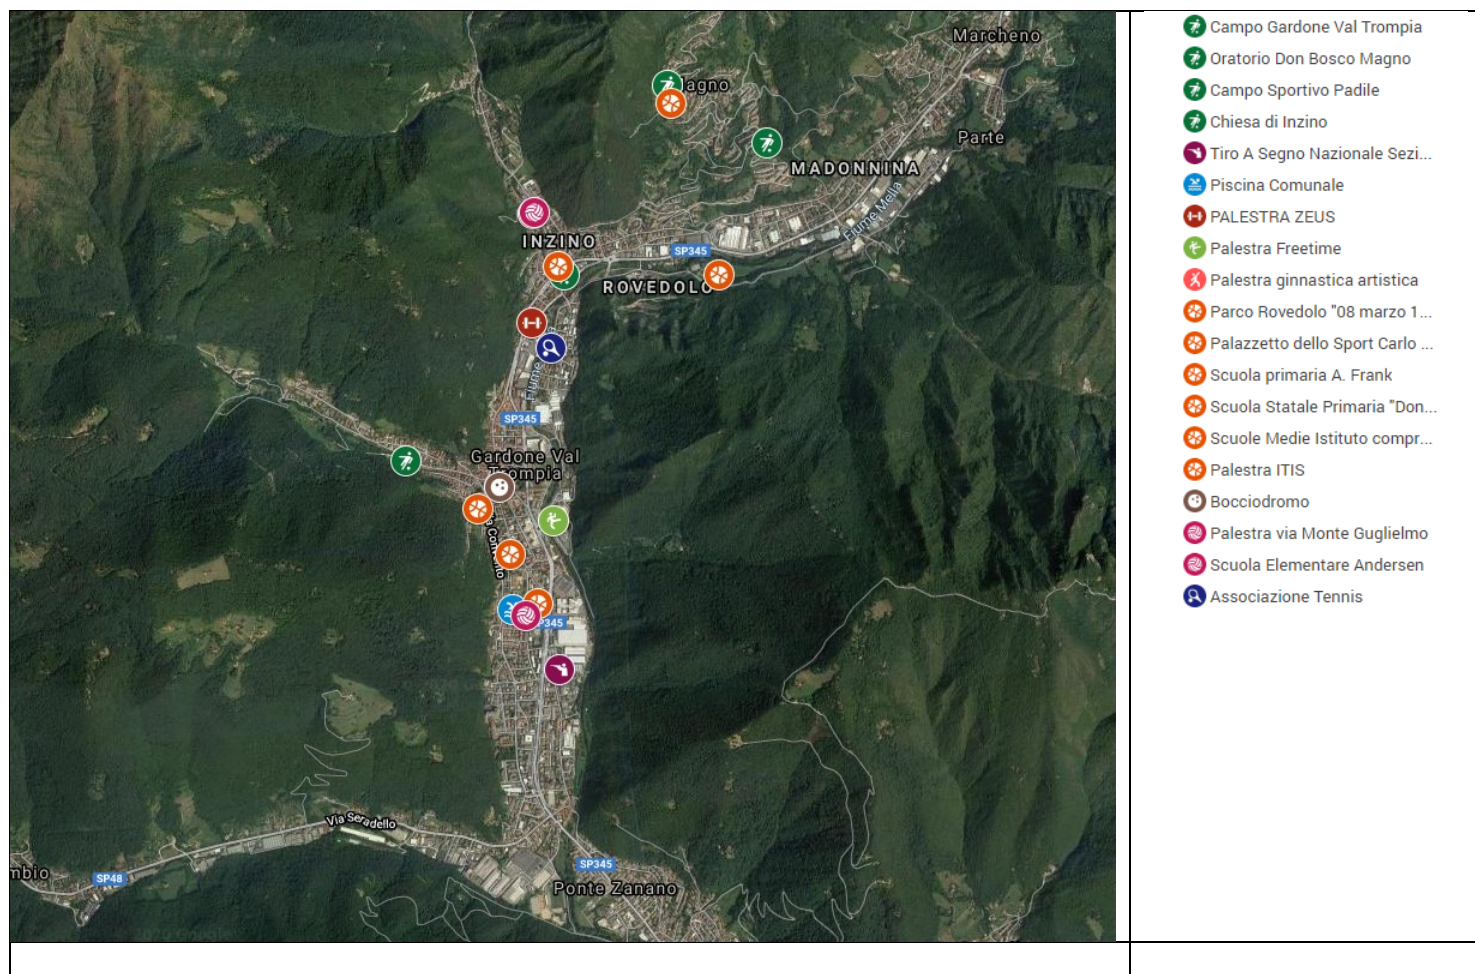 Marcheno
Magno
Parte
MADONNINA
Fiume Mella
INZINO
SP345
ROVEDOLO
Fiume
SP345
Gardone Val
Trompia
SP345
Via Seradello
SP48
SP345
Ponte Zanano
Campo Gardone Val Trompia
Oratorio Don Bosco Magno
Campo Sportivo Padile
Chiesa di Inzino
Tiro A Segno Nazionale Sezi...
Piscina Comunale
PALESTRA ZEUS
Palestra Freetime
Palestra ginnastica artistica
Parco Rovedolo "08 marzo 1...
Palazzetto dello Sport Carlo ...
Scuola primaria A. Frank
Scuola Statale Primaria "Don...
Scuole Medie Istituto compr...
Palestra ITIS
Bocciodromo
Palestra via Monte Guglielmo
Scuola Elementare Andersen
Associazione Tennis